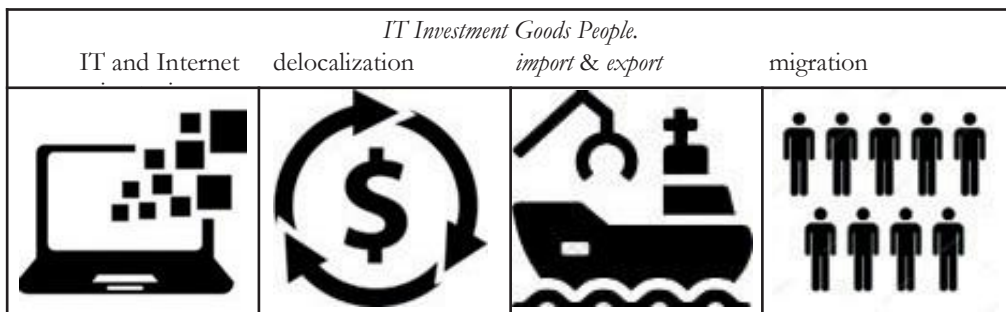 IT Investment Goods People.
IT and Internet delocalization import & export migration
$